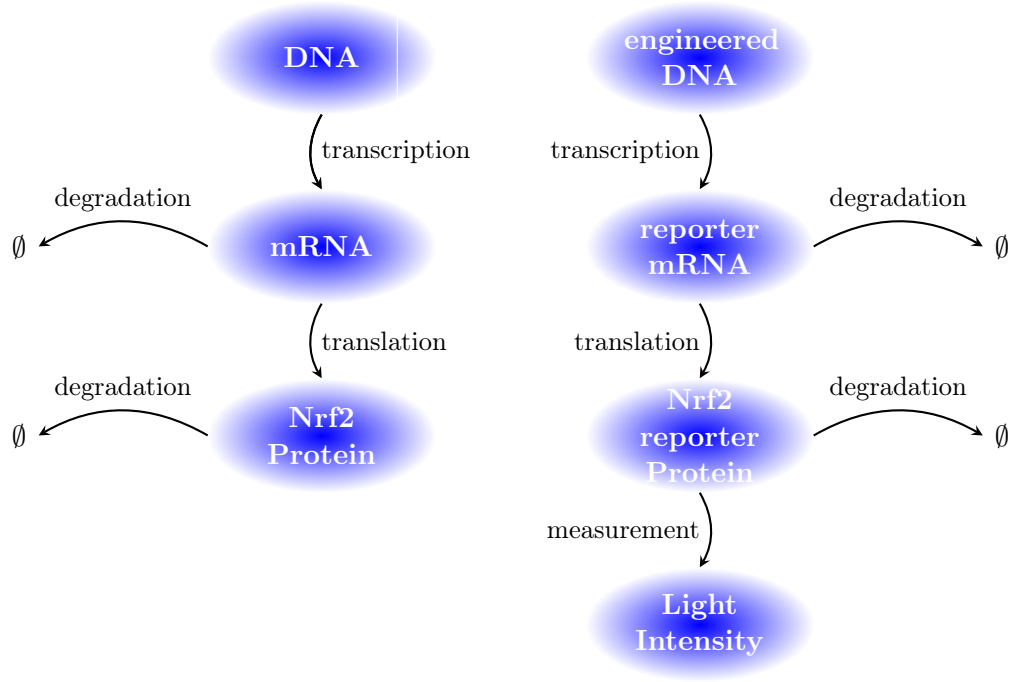 DNA
engineered
DNA
transcription
transcription
degradation
degradation
∅
mRNA
reporter
mRNA
∅
translation
translation
degradation
degradation
∅
Nrf2
Protein
Nrf2
reporter
Protein
∅
measurement
Light
Intensity